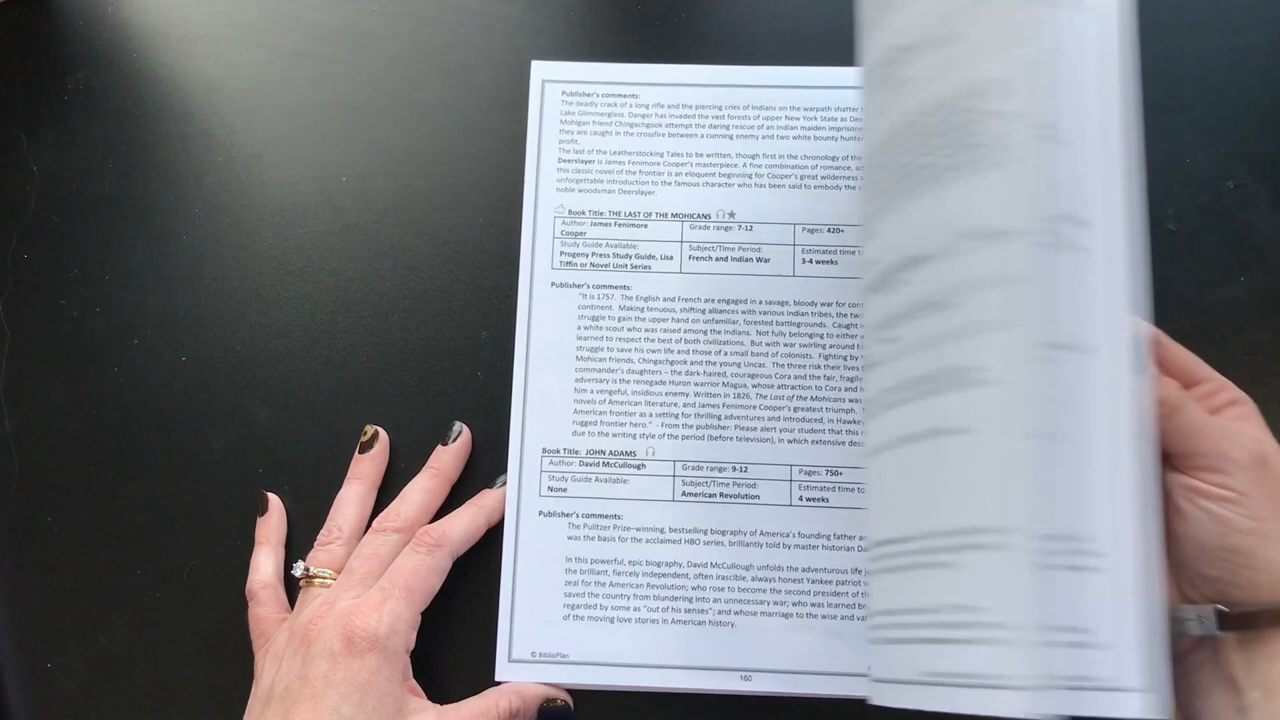 Publisher's comments:
The deadly crack of a long rifle and the piercing cries of Indians on the warpath shatter
Lake Glimmerglass. Danger has invaded the vast forests of upper New York State as
Mohigan friend Chingachgook attempt the daring rescue of an Indian maiden
they are caught in the crossfire between a cunning enemy and two white bounty
profit.
The last of the Leatherstocking Tales to be written, though first in the chronology of the
Deerslayer is James Fenimore Cooper's masterpiece. A fine combination of romance,
this classic novel of the frontier is an eloquent beginning for Cooper's great wilderness
unforgettable introduction to the famous character who has been said to embody the
noble woodsman Deerslayer.
Book Title: THE LAST OF THE MOHICANS
Author: James Fenimore Cooper
Grade range: 7-12
Pages: 420+
Study Guide Available:
Progeny Press Study Guide, Lisa
Tiffin or Novel Unit Series
Subject/Time Period:
French and Indian War
Estimated time
3-4 weeks
Publisher's comments:
"It is 1757. The English and French are engaged in a savage, bloody war for
continent. Making tenuous, shifting alliances with various Indian tribes, the two
struggle to gain the upper hand on unfamiliar, forested battlegrounds. Caught
a white scout who was raised among the Indians. Not fully belonging to either
learned to respect the best of both civilizations. But with war swirling around
struggle to save his own life and those of a small band of colonists. Fighting by
Mohican friends, Chingachgook and the young Uncas. The three risk their lives
commander's daughters – the dark-haired, courageous Cora and the fair, fragile
adversary is the renegade Huron warrior Magua, whose attraction to Cora and
him a vengeful, insidious enemy. Written in 1826, The Last of the Mohicans was
novels of American literature, and James Fenimore Cooper's greatest triumph.
American frontier as a setting for thrilling adventures and introduced, in
rugged frontier hero." - From the publisher: Please alert your student that this
due to the writing style of the period (before television), in which extensive
Book Title: JOHN ADAMS
Author: David McCullough
Grade range: 9-12
Pages: 750+
Study Guide Available:
None
Subject/Time Period:
American Revolution
Estimated time to
4 weeks
Publisher's comments:
The Pulitzer Prize–winning, bestselling biography of America's founding father
was the basis for the acclaimed HBO series, brilliantly told by master historian
In this powerful, epic biography, David McCullough unfolds the adventurous life
the brilliant, fiercely independent, often irascible, always honest Yankee patriot
zeal for the American Revolution; who rose to become the second president of
saved the country from blundering into an unnecessary war; who was learned
regarded by some as "out of his senses"; and whose marriage to the wise and
of the moving love stories in American history.
© BiblioPlan
160